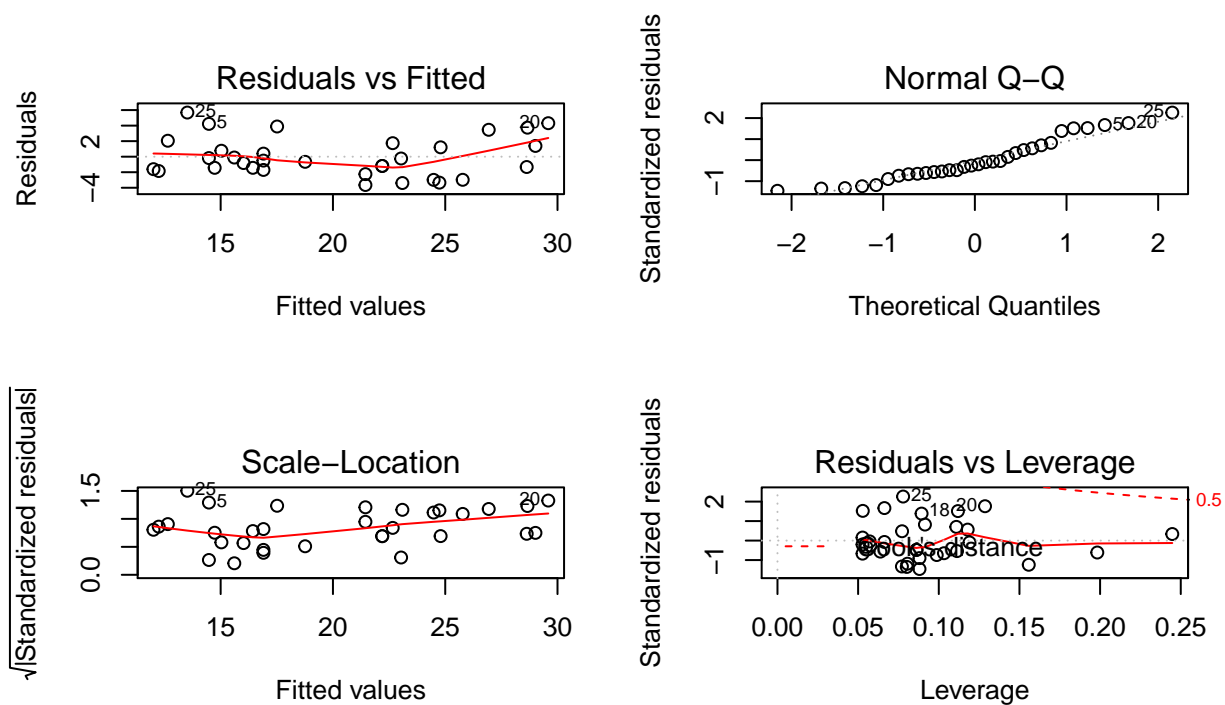 Residuals vs Fitted
Residuals
2
−4
25
5
20
15 20 25 30
Fitted values
Normal Q−Q
Standardized residuals
2
−1
25
5 20
−2 −1 0 1 2
Theoretical Quantiles
Scale−Location
√|Standardized residuals|
1.5
0.0
25
5
20
15 20 25 30
Fitted values
Residuals vs Leverage
Standardized residuals
2
−1
25
18 20
0.5
Cook's distance
0.00 0.05 0.10 0.15 0.20 0.25
Leverage